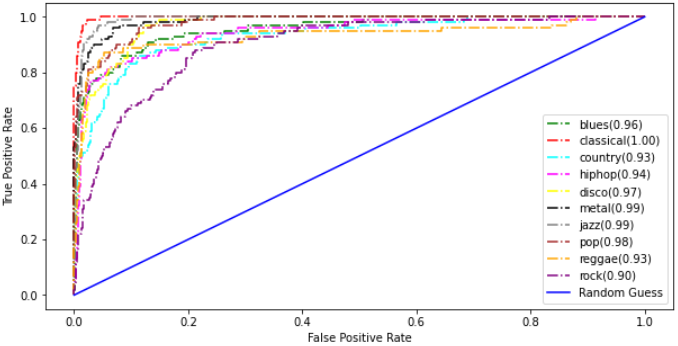 1.0
0.8
0.6
0.4
0.2
0.0
True Positive Rate
0.0 0.2 0.4 0.6 0.8 1.0
False Positive Rate
blues(0.96)
classical(1.00)
country(0.93)
hiphop(0.94)
disco(0.97)
metal(0.99)
jazz(0.99)
pop(0.98)
reggae(0.93)
rock(0.90)
Random Guess